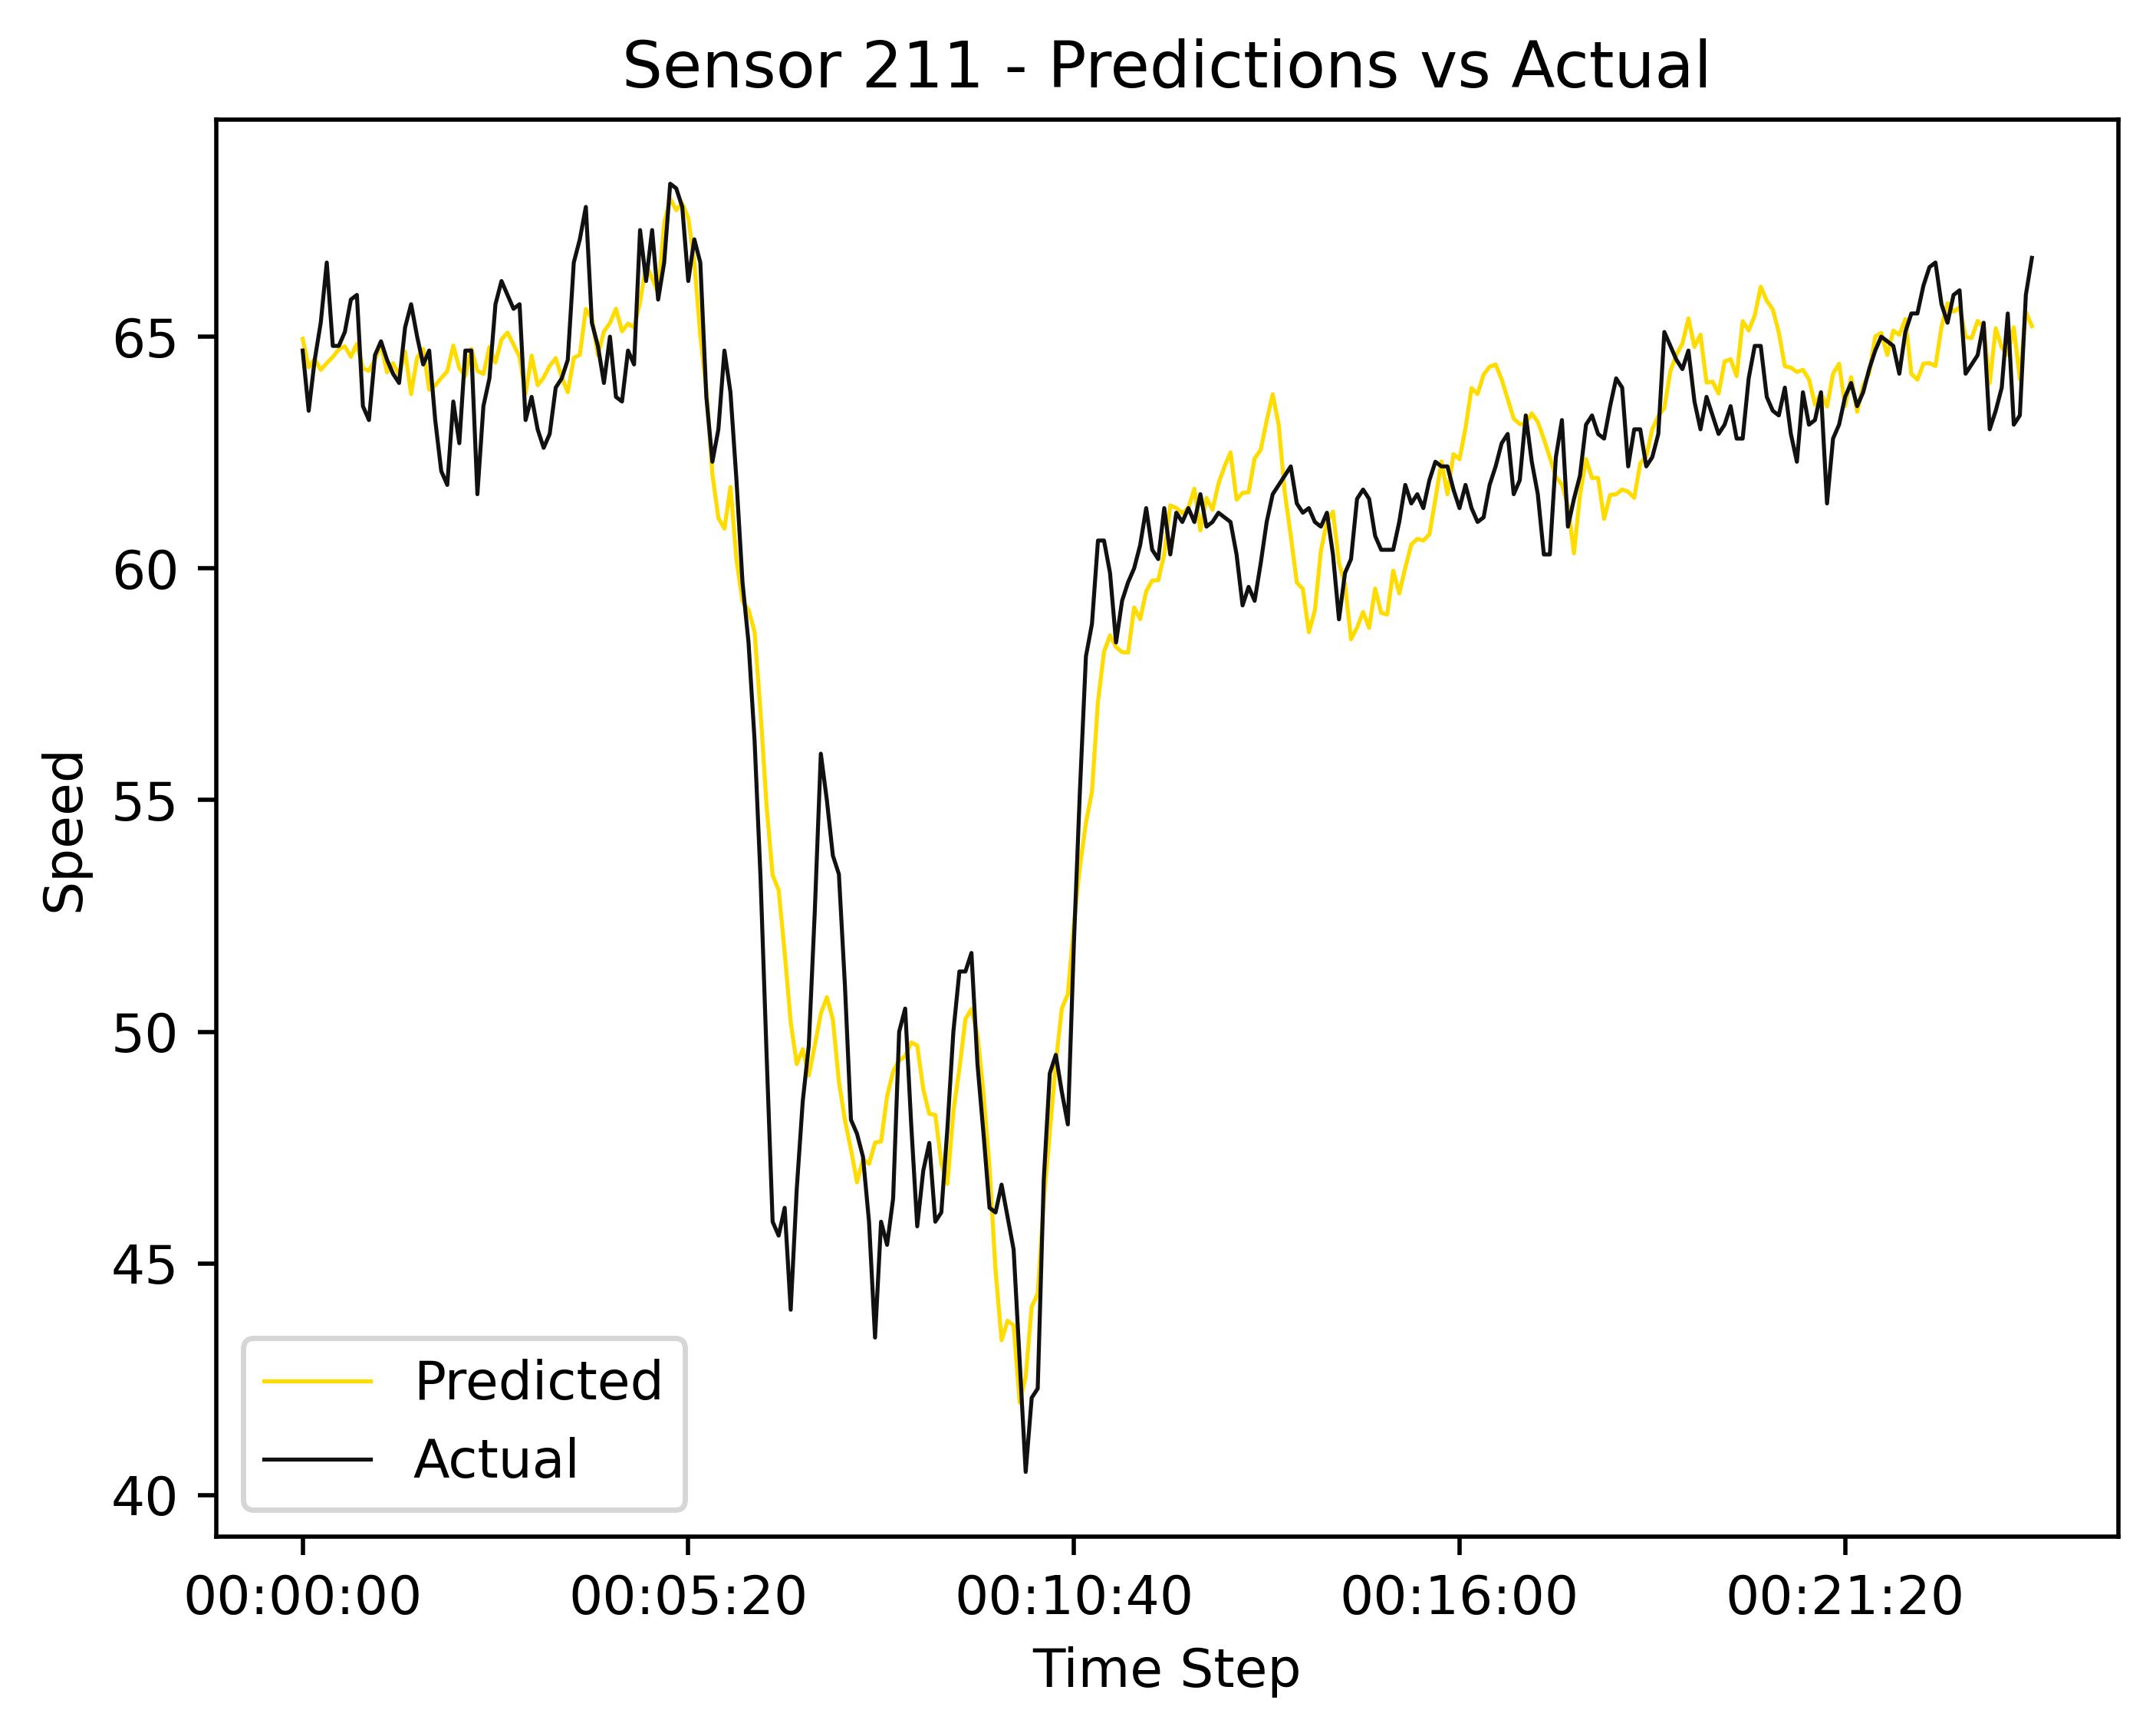 Sensor 211 - Predictions vs Actual
65
60
55
50
45
40
Speed
Predicted
Actual
00:00:00
00:05:20
00:10:40
00:16:00
00:21:20
Time Step